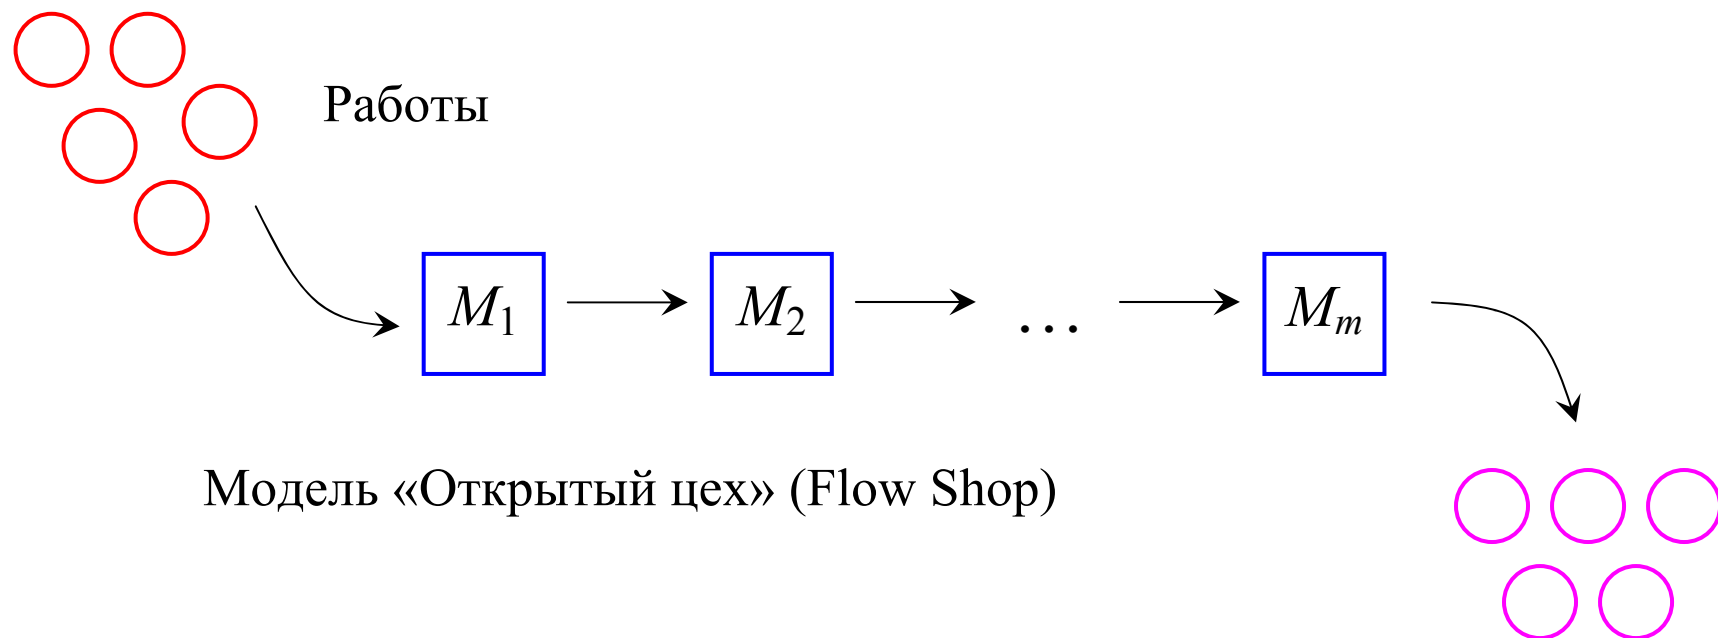 Работы
M₁ M₂ … Mₘ
Модель «Открытый цех» (Flow Shop)